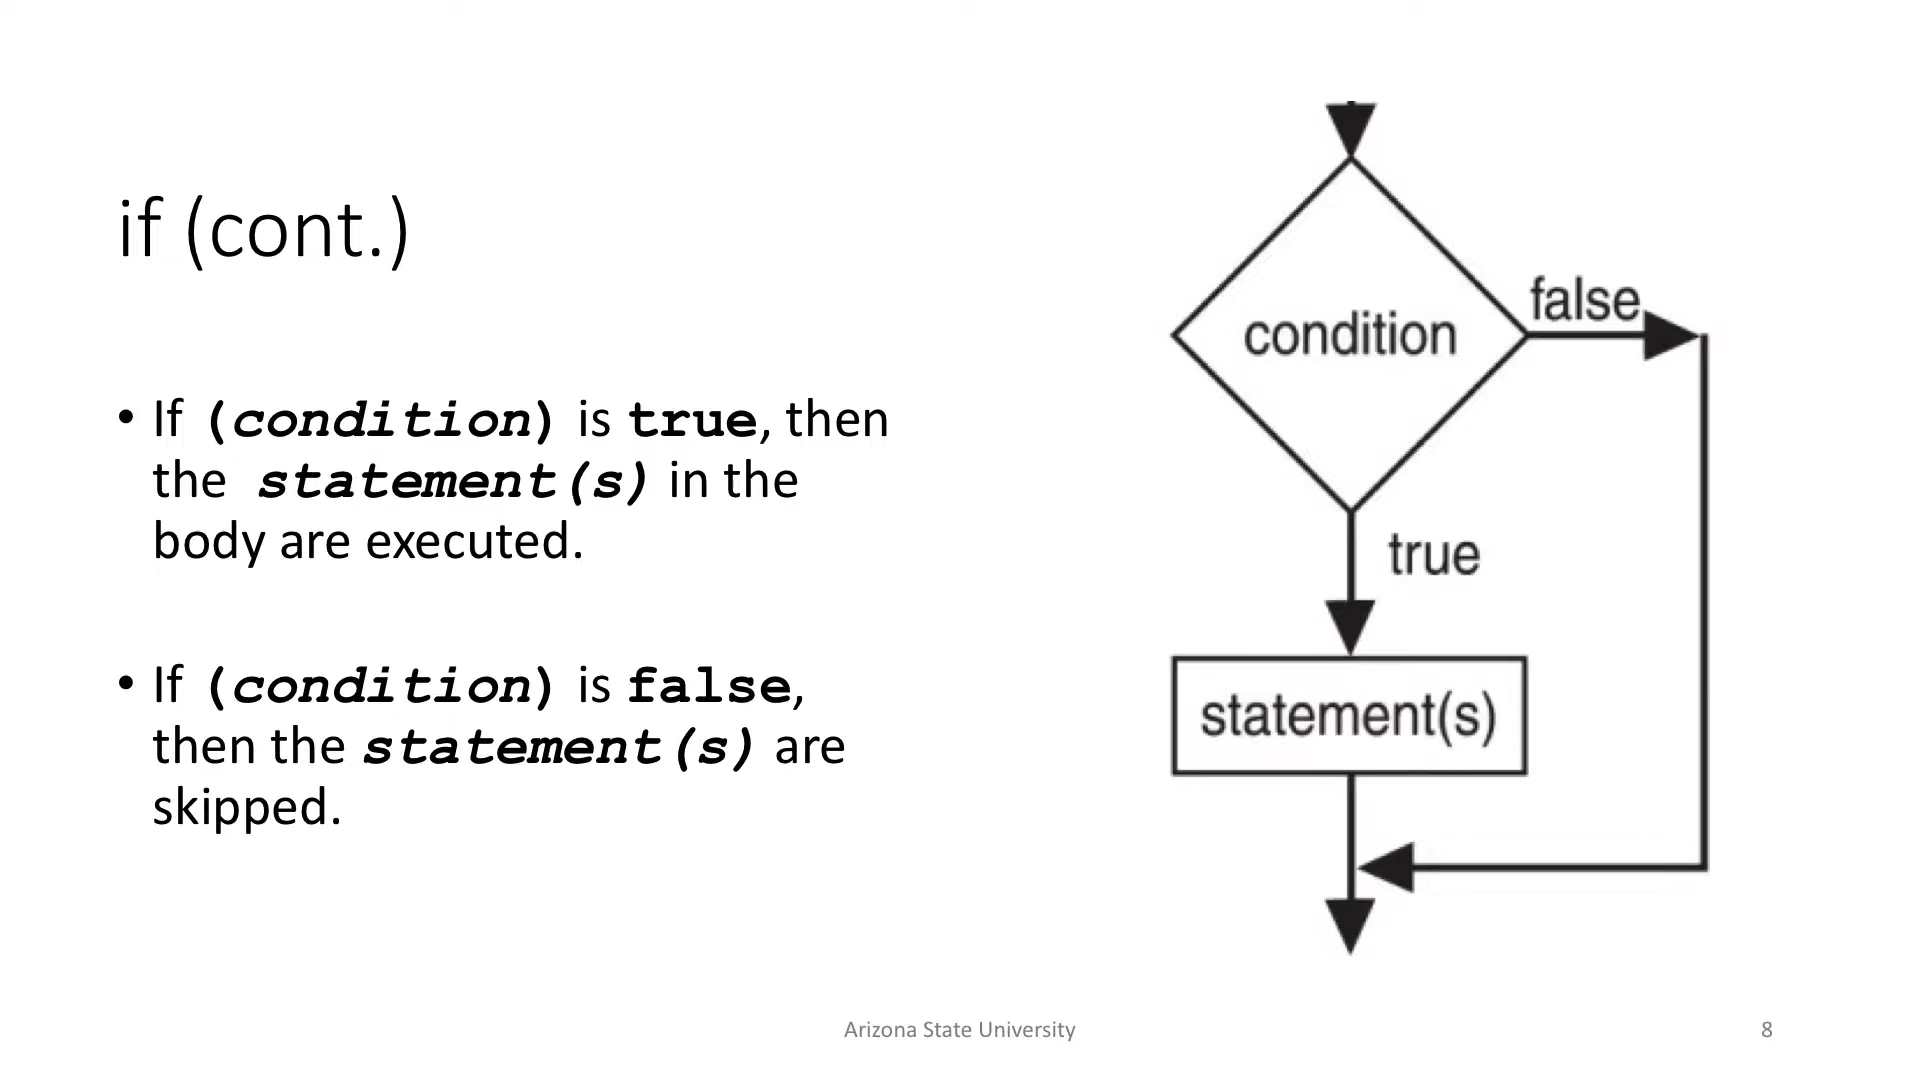 if (cont.)
• If (condition) is true, then
the statement(s) in the
body are executed.
• If (condition) is false,
then the statement(s) are
skipped.
condition
false
true
statement(s)
Arizona State University
8